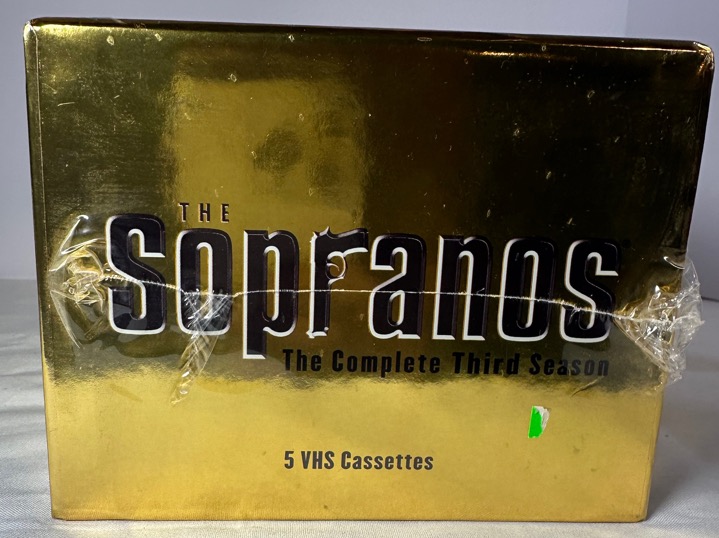 THE
Sopranos
The Complete Third Season
5 VHS Cassettes